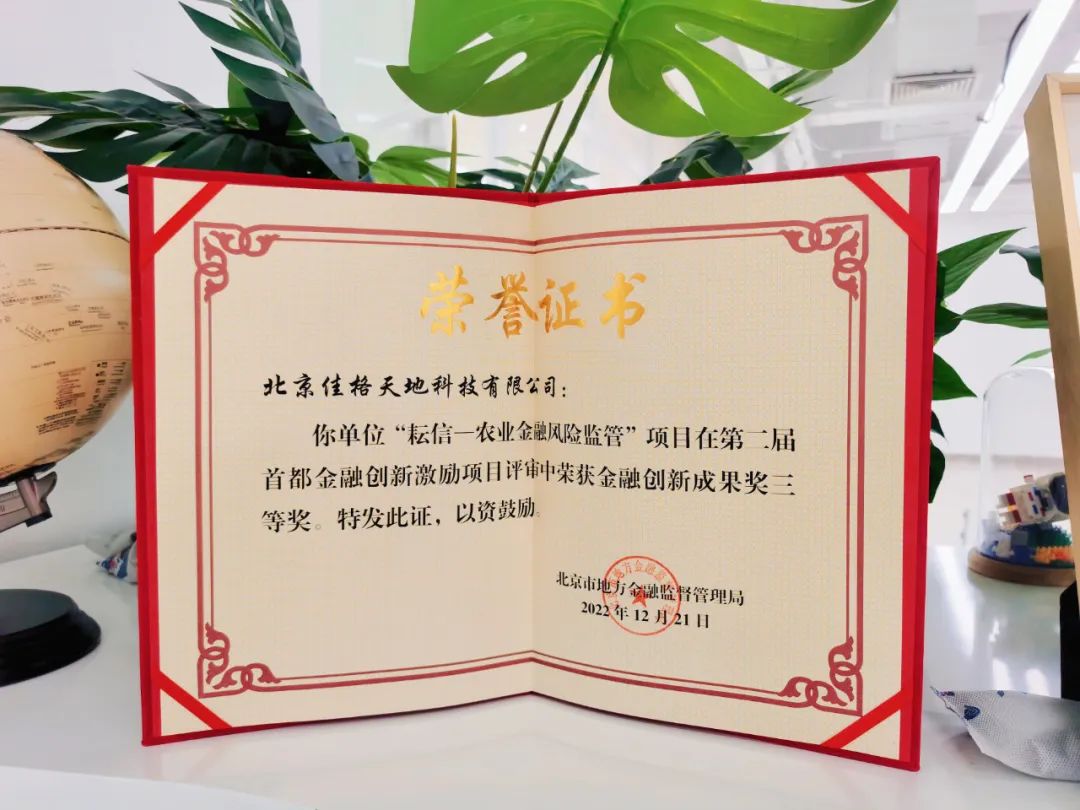 荣誉证书
北京佳格天地科技有限公司：
你单位“耘信—农业金融风险监管”项目在第二届
首都金融创新激励项目评审中荣获金融创新成果奖三
等奖。特发此证，以资鼓励。
北京市地方金融监督管理局
2022年12月21日